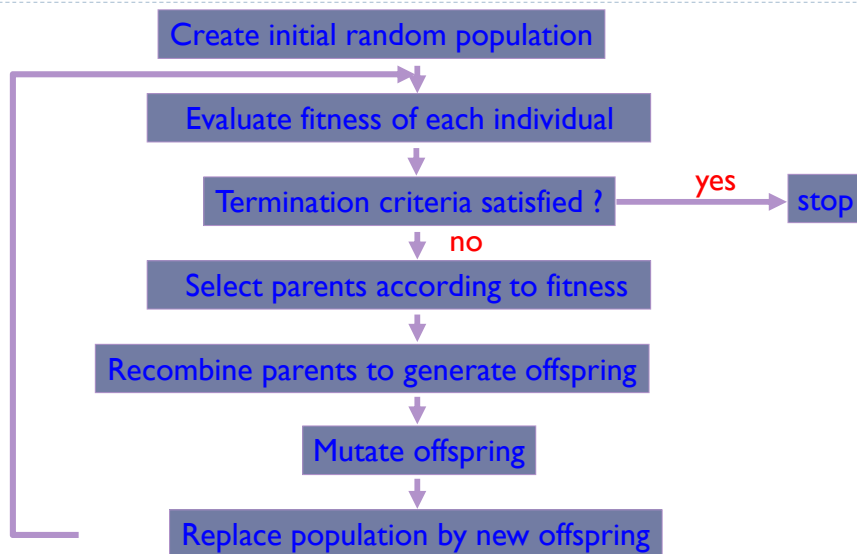 Create initial random population
Evaluate fitness of each individual
Termination criteria satisfied ?
yes
stop
no
Select parents according to fitness
Recombine parents to generate offspring
Mutate offspring
Replace population by new offspring